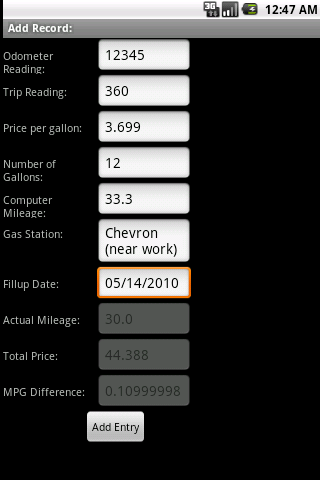 3G 12:47 AM
Add Record:
Odometer Reading: 12345
Trip Reading: 360
Price per gallon: 3.699
Number of Gallons: 12
Computer Mileage: 33.3
Gas Station: Chevron (near work)
Fillup Date: 05/14/2010
Actual Mileage: 30.0
Total Price: 44.388
MPG Difference: 0.10999998
Add Entry